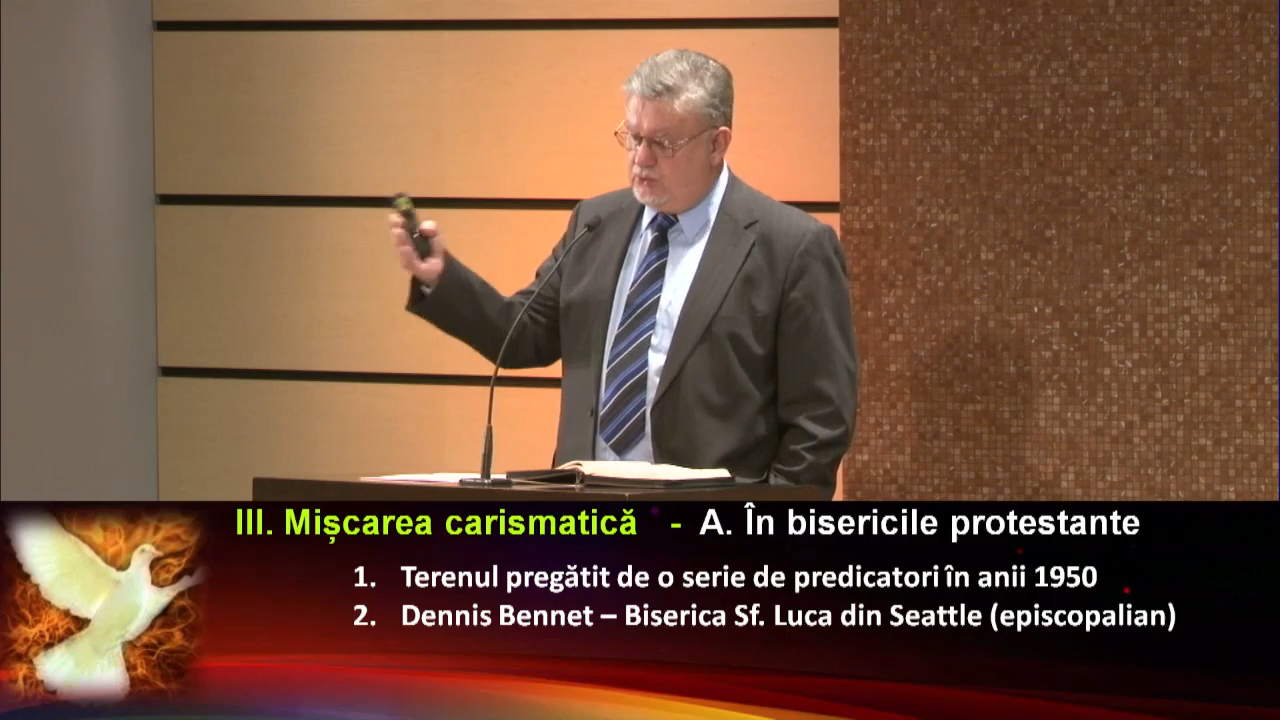 III. Mișcarea carismatică - A. În bisericile protestante
1. Terenul pregătit de o serie de predicatori în anii 1950
2. Dennis Bennet – Biserica Sf. Luca din Seattle (episcopalian)